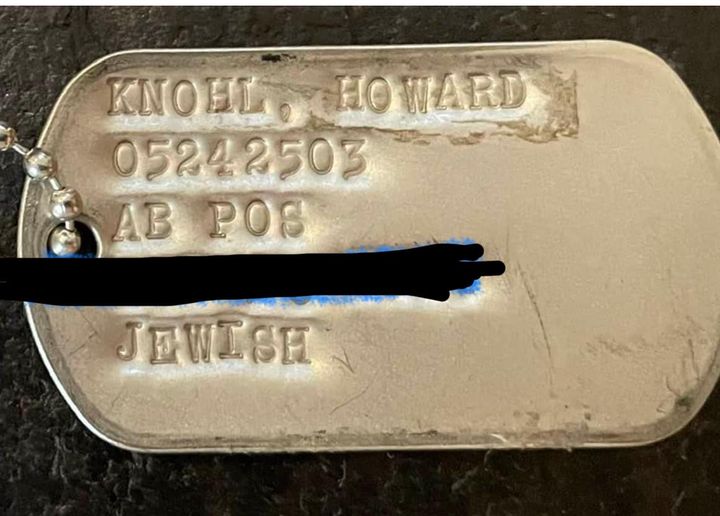 KNOHL, HOWARD
05242503
AB POS
JEWISH